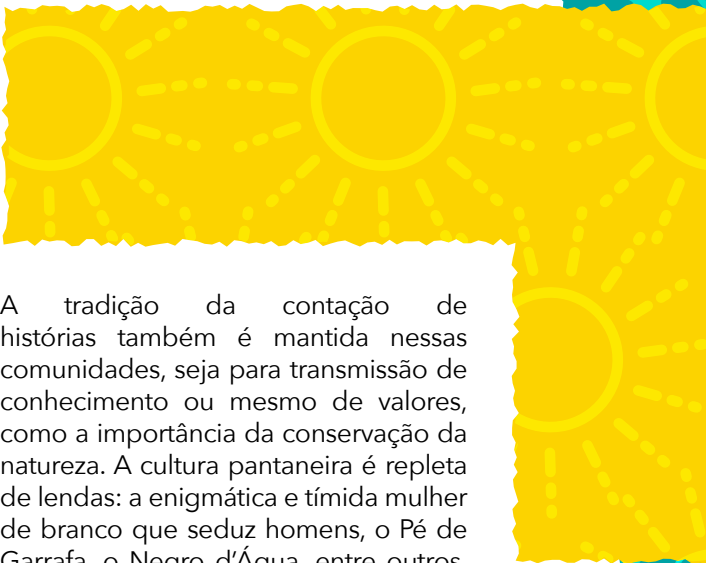 A tradição da contação de
histórias também é mantida nessas
comunidades, seja para transmissão de
conhecimento ou mesmo de valores,
como a importância da conservação da
natureza. A cultura pantaneira é repleta
de lendas: a enigmática e tímida mulher
de branco que seduz homens, o Pé de
Garrafa, o Negro d’Água, entre outros.